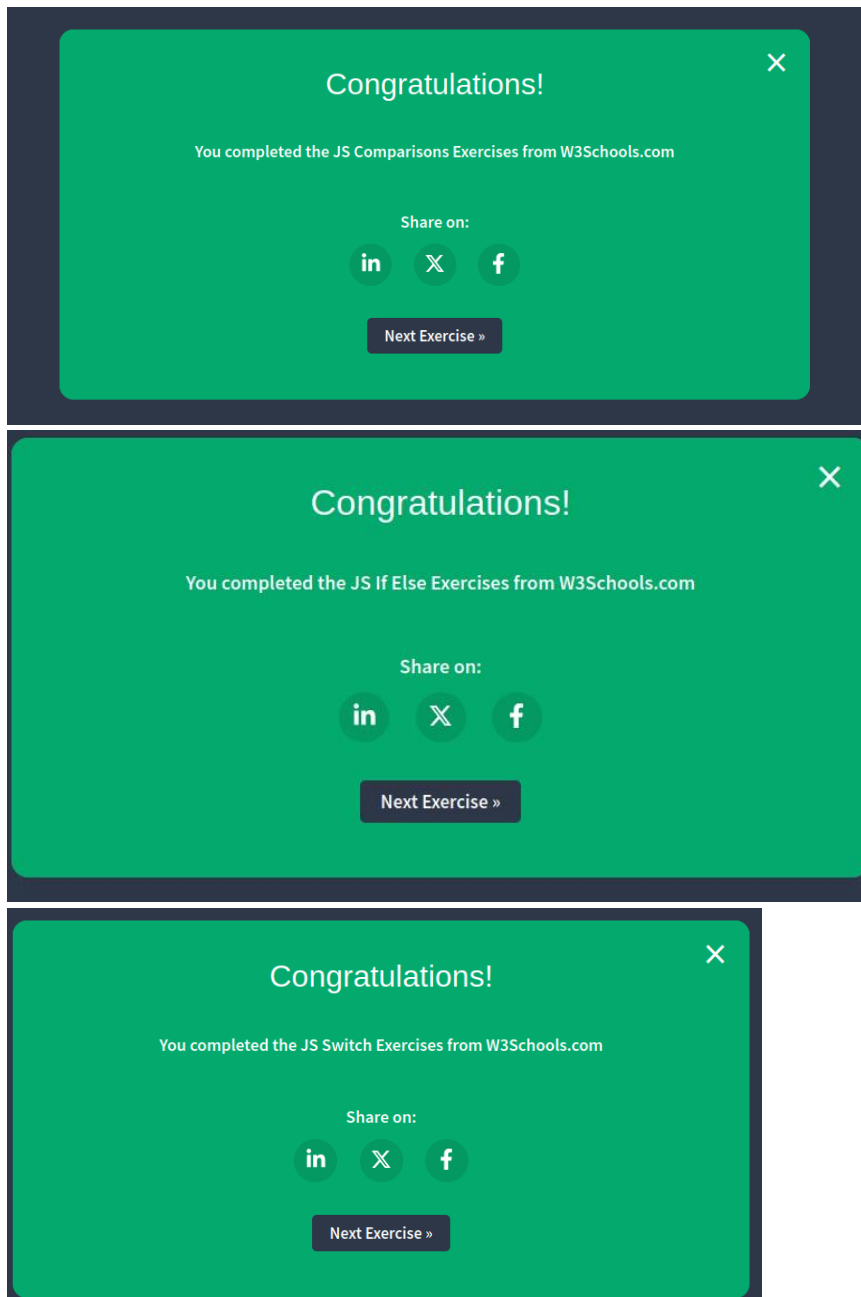 Congratulations!
You completed the JS Comparisons Exercises from W3Schools.com
Share on:
in X f
Next Exercise »
Congratulations!
You completed the JS If Else Exercises from W3Schools.com
Share on:
in X f
Next Exercise »
Congratulations!
You completed the JS Switch Exercises from W3Schools.com
Share on:
in X f
Next Exercise »